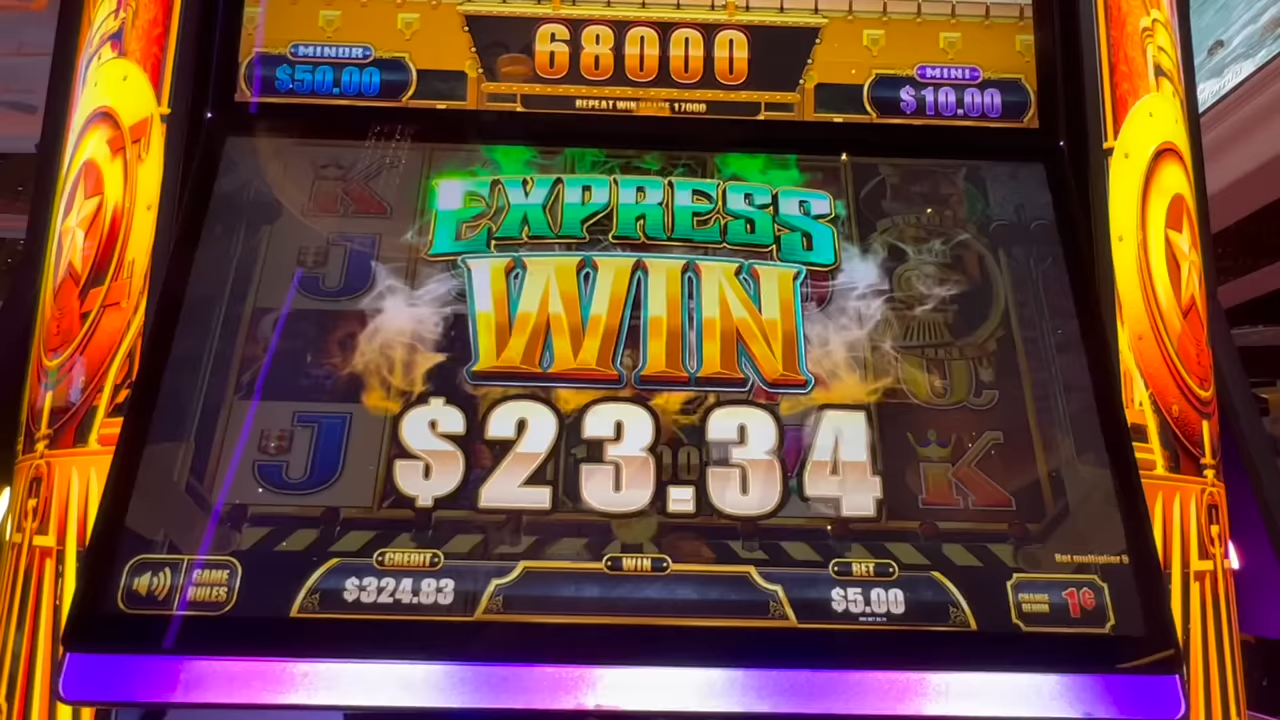 68000
MINOR
$50.00
MINI
$10.00
REPEAT WIN VALUE 17000
EXPRESS
WIN
$23.34
K
J
J
K
CREDIT
WIN
BET
Bet multiplier 5
GAME
RULES
$324.83
$5.00
CHANGE
DENOM
1¢